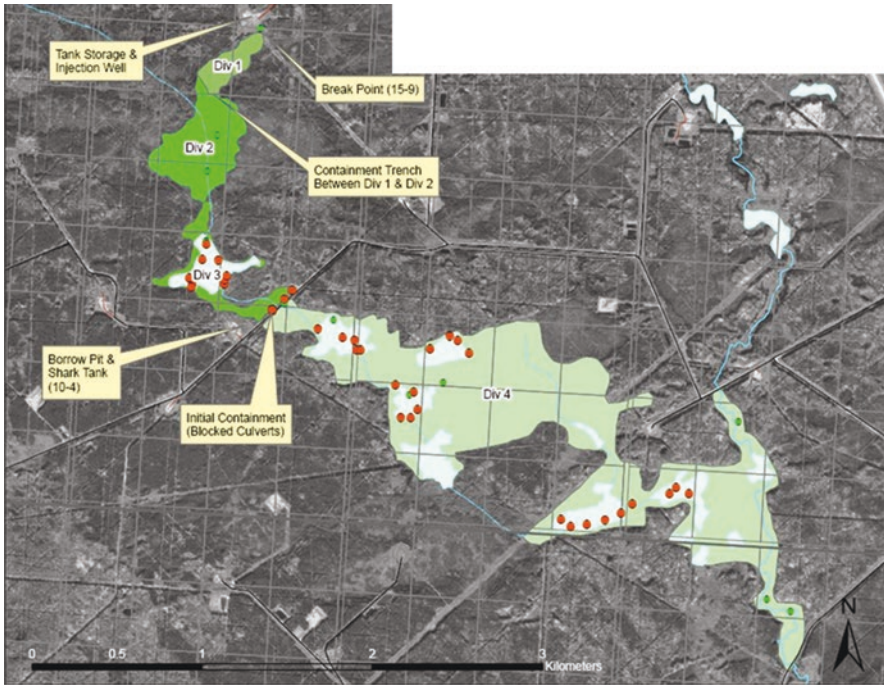 Tank Storage &
Injection Well
Div 1
Break Point (15-9)
Div 2
Containment Trench
Between Div 1 & Div 2
Div 3
Borrow Pit &
Shark Tank
(10-4)
Initial Containment
(Blocked Culverts)
Div 4
N
0 0.5 1 2 3
Kilometers